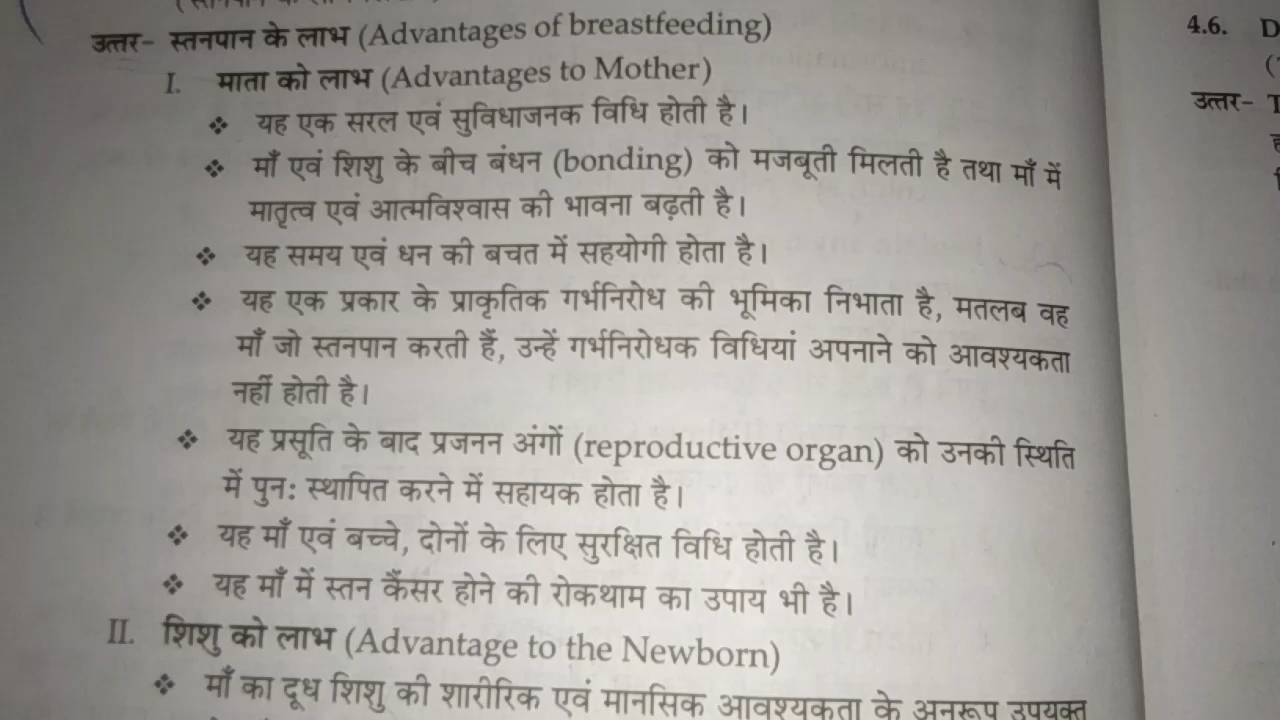 उत्तर– स्तनपान के लाभ (Advantages of breastfeeding)
I. माता को लाभ (Advantages to Mother)
❖ यह एक सरल एवं सुविधाजनक विधि होती है।
❖ माँ एवं शिशु के बीच बंधन (bonding) को मजबूती मिलती है तथा माँ में
मातृत्व एवं आत्मविश्वास की भावना बढ़ती है।
❖ यह समय एवं धन की बचत में सहयोगी होता है।
❖ यह एक प्रकार के प्राकृतिक गर्भनिरोध की भूमिका निभाता है, मतलब वह
माँ जो स्तनपान करती हैं, उन्हें गर्भनिरोधक विधियां अपनाने को आवश्यकता
नहीं होती है।
❖ यह प्रसूति के बाद प्रजनन अंगों (reproductive organ) को उनकी स्थिति
में पुन: स्थापित करने में सहायक होता है।
❖ यह माँ एवं बच्चे, दोनों के लिए सुरक्षित विधि होती है।
❖ यह माँ में स्तन कैंसर होने की रोकथाम का उपाय भी है।
II. शिशु को लाभ (Advantage to the Newborn)
❖ माँ का दूध शिशु की शारीरिक एवं मानसिक आवश्यकता के अनुरूप उपयुक्त
4.6. D
उत्तर– T